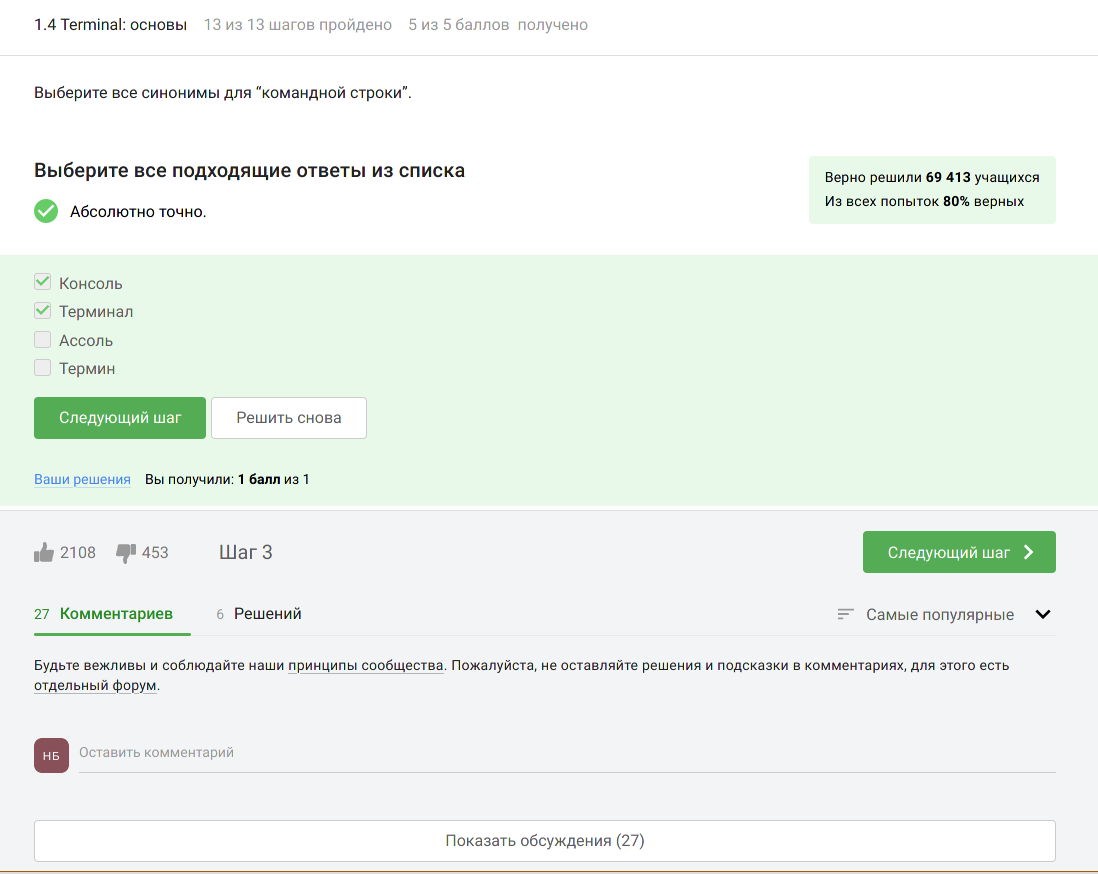 1.4 Terminal: основы 13 из 13 шагов пройдено 5 из 5 баллов получено
Выберите все синонимы для “командной строки”.
Выберите все подходящие ответы из списка
Абсолютно точно.
Верно решили 69 413 учащихся
Из всех попыток 80% верных
Консоль
Терминал
Ассоль
Термин
Следующий шаг Решить снова
Ваши решения Вы получили: 1 балл из 1
2108 453 Шаг 3 Следующий шаг
27 Комментариев 6 Решений Самые популярные
Будьте вежливы и соблюдайте наши принципы сообщества. Пожалуйста, не оставляйте решения и подсказки в комментариях, для этого есть
отдельный форум.
НБ Оставить комментарий
Показать обсуждения (27)